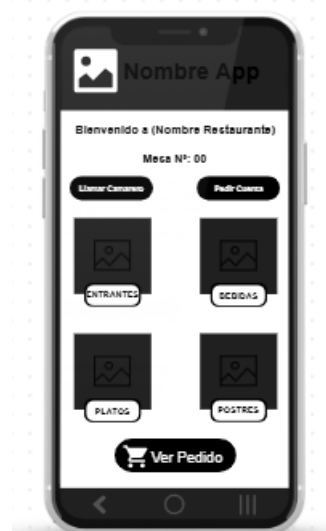 Nombre App
Bienvenido a (Nombre Restaurante)
Mesa Nº: 00
Llamar Camarero
Pedir Cuenta
ENTRANTES
BEBIDAS
PLATOS
POSTRES
Ver Pedido